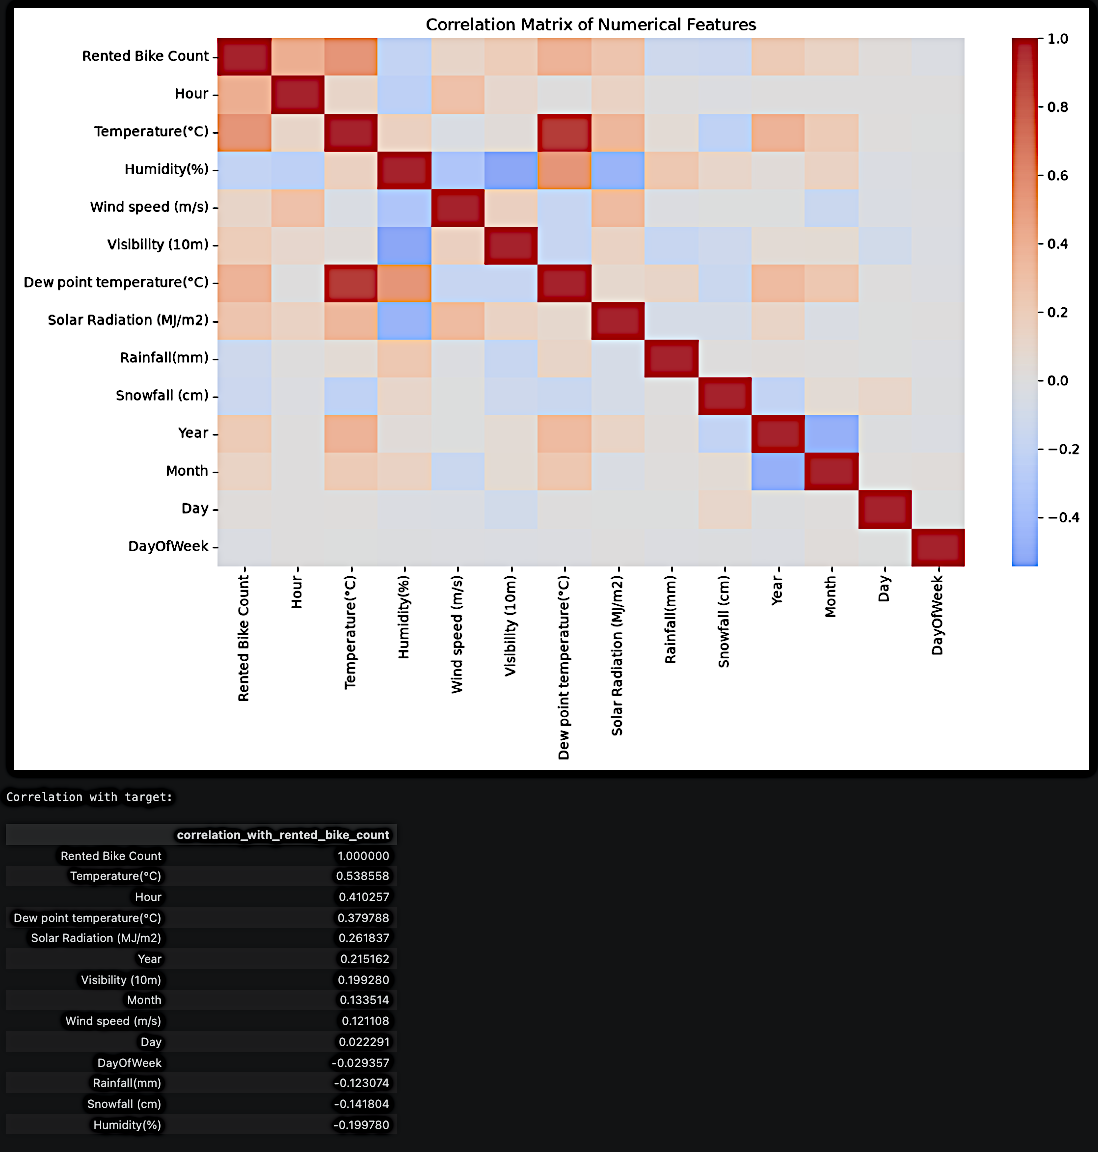 Correlation Matrix of Numerical Features
Rented Bike Count
Hour
Temperature(°C)
Humidity(%)
Wind speed (m/s)
Visibility (10m)
Dew point temperature(°C)
Solar Radiation (MJ/m2)
Rainfall(mm)
Snowfall (cm)
Year
Month
Day
DayOfWeek
Rented Bike Count
Hour
Temperature(°C)
Humidity(%)
Wind speed (m/s)
Visibility (10m)
Dew point temperature(°C)
Solar Radiation (MJ/m2)
Rainfall(mm)
Snowfall (cm)
Year
Month
Day
DayOfWeek
1.0
0.8
0.6
0.4
0.2
0.0
−0.2
−0.4
Correlation with target:
correlation_with_rented_bike_count
Rented Bike Count 1.000000
Temperature(°C) 0.538558
Hour 0.410257
Dew point temperature(°C) 0.379788
Solar Radiation (MJ/m2) 0.261837
Year 0.215162
Visibility (10m) 0.199280
Month 0.133514
Wind speed (m/s) 0.121108
Day 0.022291
DayOfWeek -0.029357
Rainfall(mm) -0.123074
Snowfall (cm) -0.141804
Humidity(%) -0.199780